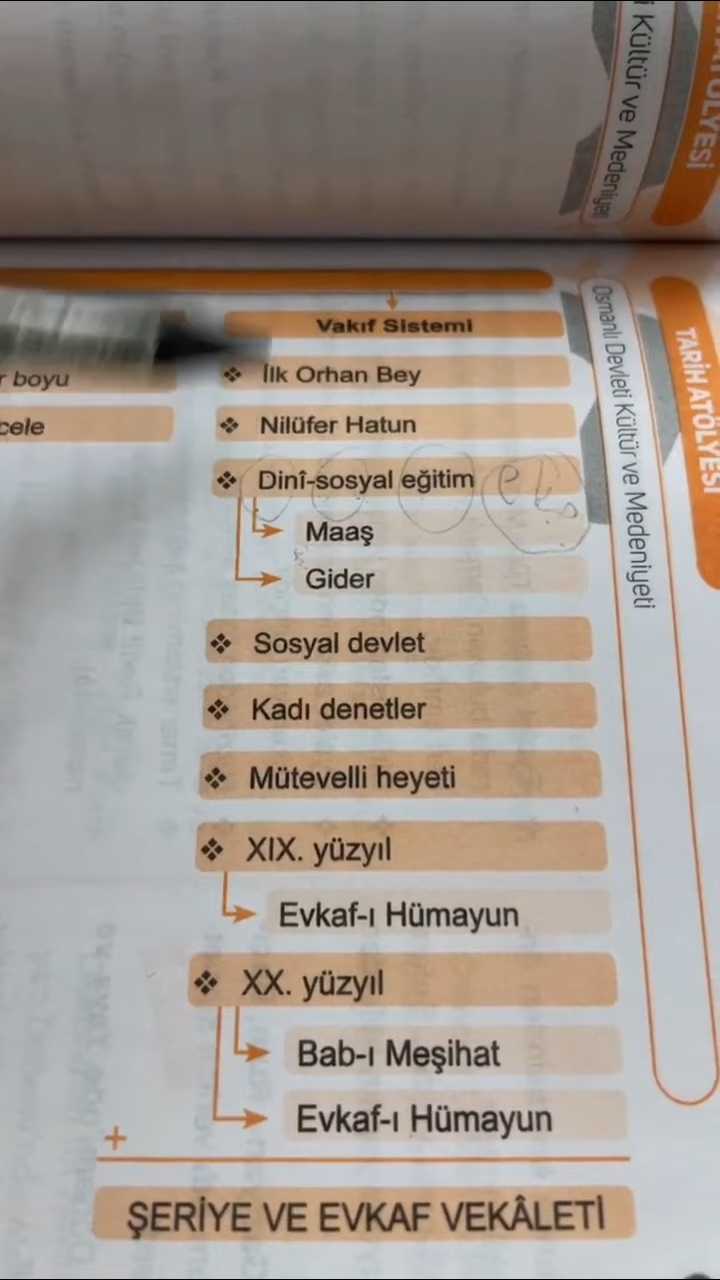 i Kültür ve Medeniyeti
ATÖLYESİ
Osmanlı Devleti Kültür ve Medeniyeti
TARİH ATÖLYESİ
r boyu
cele
Vakıf Sistemi
❖ İlk Orhan Bey
❖ Nilüfer Hatun
❖ Dinî-sosyal eğitim
Maaş
Gider
❖ Sosyal devlet
❖ Kadı denetler
❖ Mütevelli heyeti
❖ XIX. yüzyıl
Evkaf-ı Hümayun
❖ XX. yüzyıl
Bab-ı Meşihat
Evkaf-ı Hümayun
+
ŞERİYE VE EVKAF VEKÂLETİ